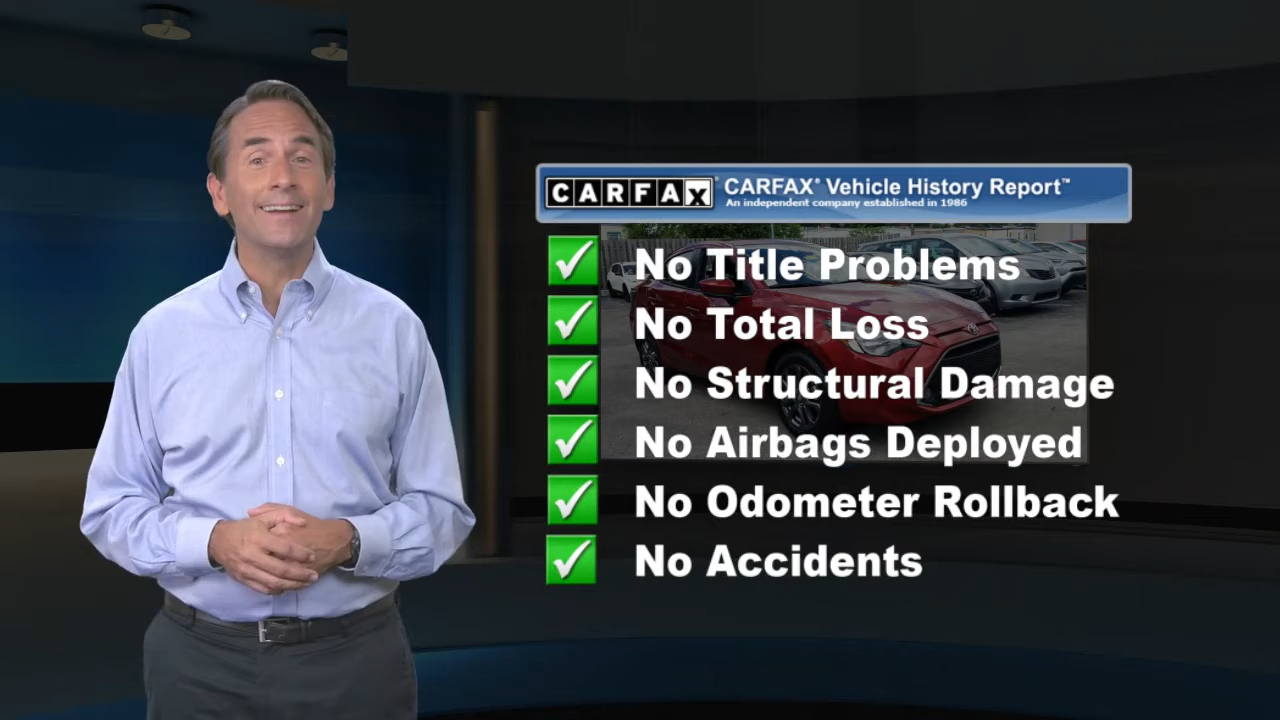 CARFAX
CARFAX® Vehicle History Report™
An independent company established in 1986
No Title Problems
No Total Loss
No Structural Damage
No Airbags Deployed
No Odometer Rollback
No Accidents